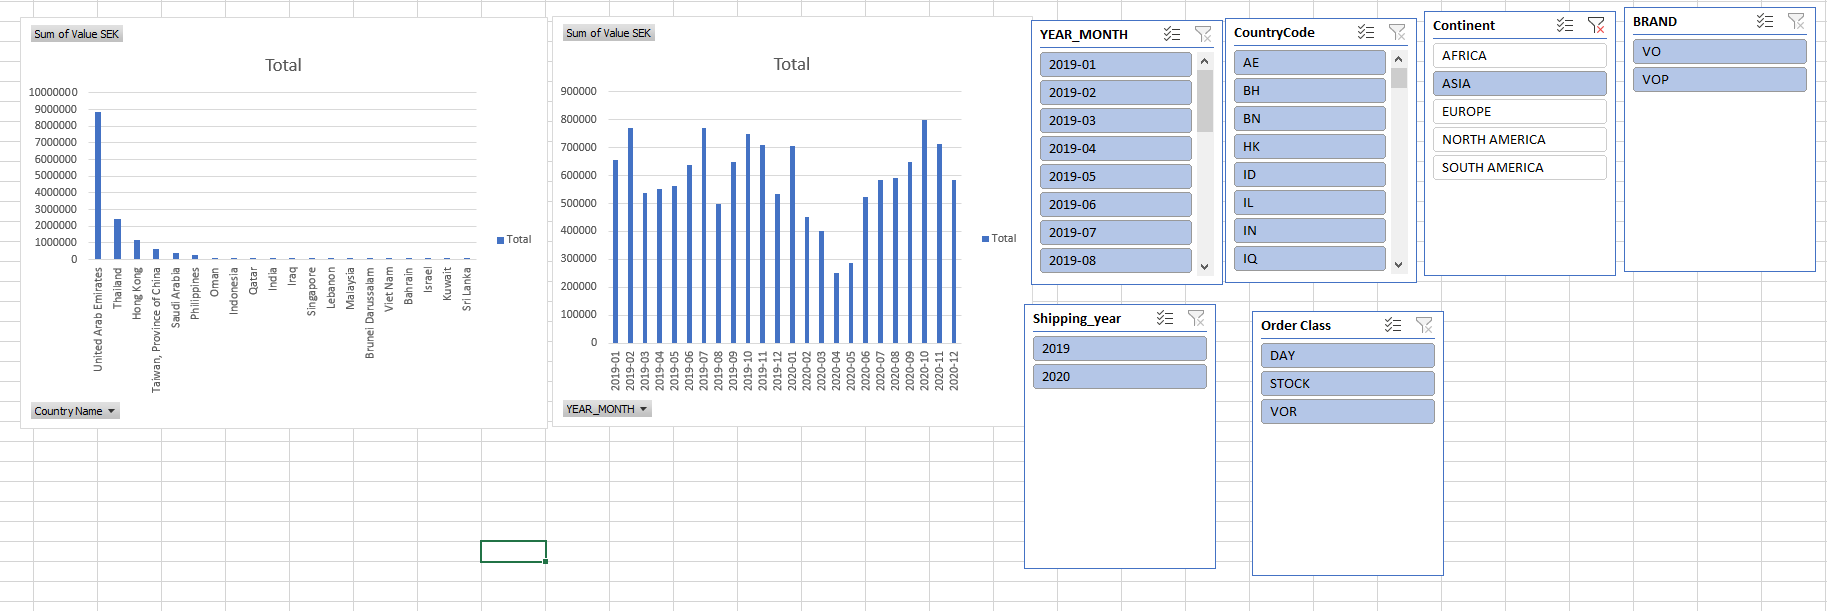 Sum of Value SEK
Total
10000000
9000000
8000000
7000000
6000000
5000000
4000000
3000000
2000000
1000000
0
United Arab Emirates
Thailand
Hong Kong
Taiwan, Province of China
Saudi Arabia
Philippines
Oman
Indonesia
Qatar
India
Iraq
Singapore
Lebanon
Malaysia
Brunei Darussalam
Viet Nam
Bahrain
Israel
Kuwait
Sri Lanka
Total
Country Name
Sum of Value SEK
Total
900000
800000
700000
600000
500000
400000
300000
200000
100000
0
2019-01
2019-02
2019-03
2019-04
2019-05
2019-06
2019-07
2019-08
2019-09
2019-10
2019-11
2019-12
2020-01
2020-02
2020-03
2020-04
2020-05
2020-06
2020-07
2020-08
2020-09
2020-10
2020-11
2020-12
Total
YEAR_MONTH
YEAR_MONTH
2019-01
2019-02
2019-03
2019-04
2019-05
2019-06
2019-07
2019-08
CountryCode
AE
BH
BN
HK
ID
IL
IN
IQ
Continent
AFRICA
ASIA
EUROPE
NORTH AMERICA
SOUTH AMERICA
BRAND
VO
VOP
Shipping_year
2019
2020
Order Class
DAY
STOCK
VOR